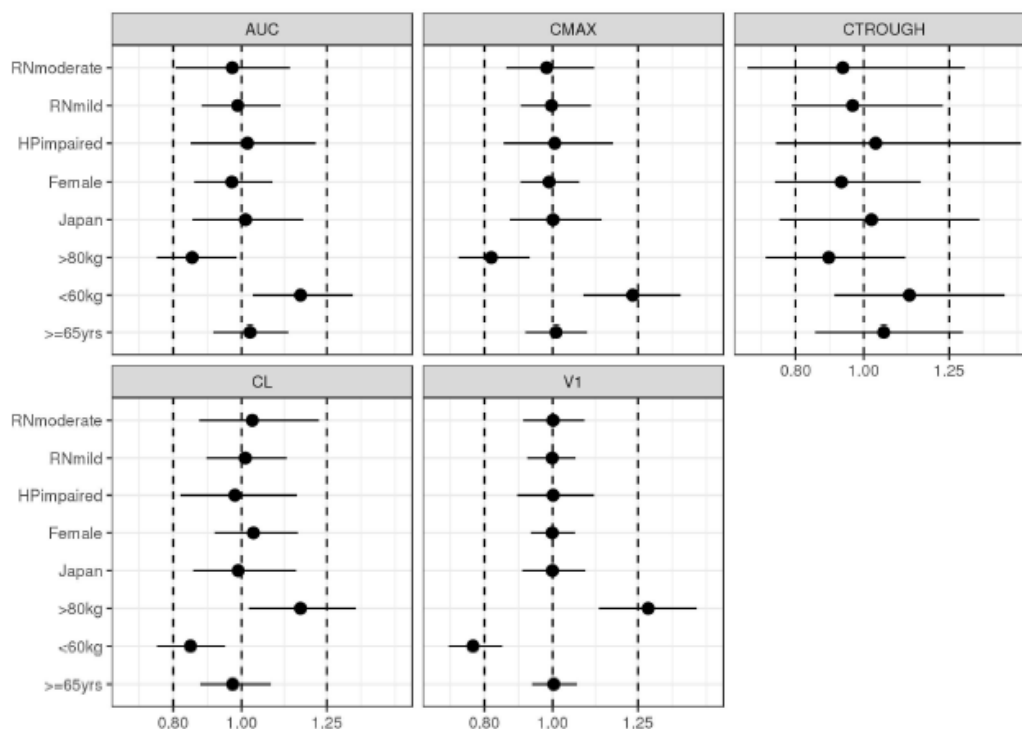 AUC CMAX CTROUGH
RNmoderate
RNmild
HPimpaired
Female
Japan
>80kg
<60kg
>=65yrs
0.80 1.00 1.25
CL V1
RNmoderate
RNmild
HPimpaired
Female
Japan
>80kg
<60kg
>=65yrs
0.80 1.00 1.25 0.80 1.00 1.25